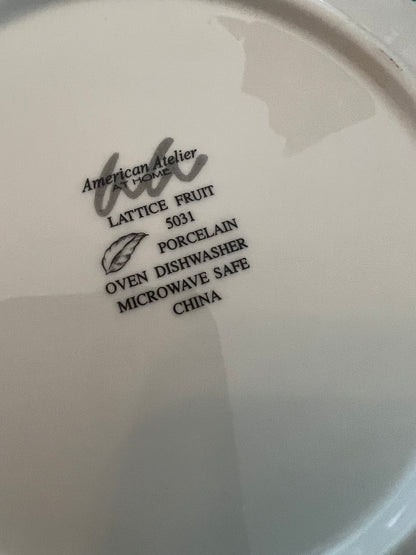 American Atelier
AT HOME
LATTICE FRUIT
5031
PORCELAIN
OVEN DISHWASHER
MICROWAVE SAFE
CHINA